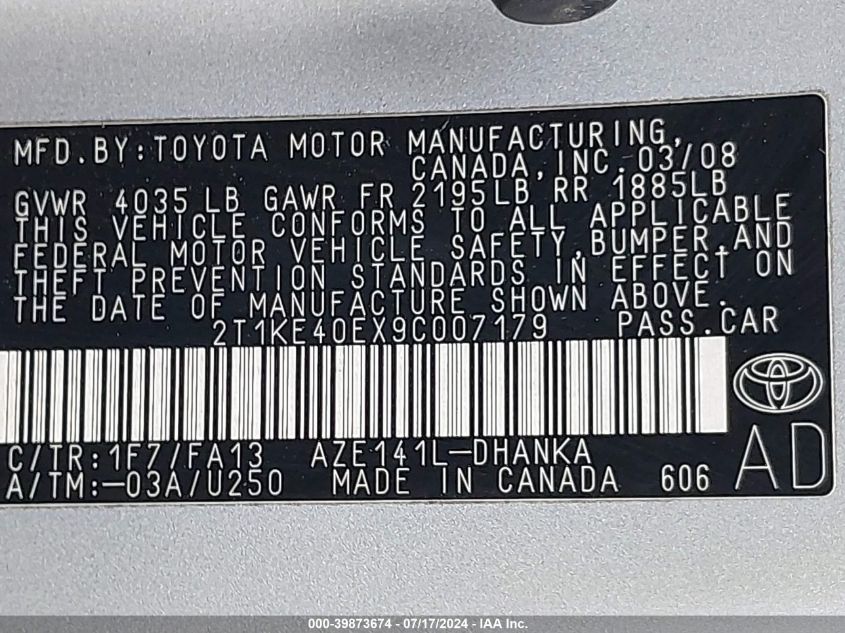 MFD.BY:TOYOTA MOTOR MANUFACTURING,
CANADA,INC. 03/08
GVWR 4035 LB GAWR FR 2195LB RR 1885LB
THIS VEHICLE CONFORMS TO ALL APPLICABLE
FEDERAL MOTOR VEHICLE SAFETY,BUMPER,AND
THEFT PREVENTION STANDARDS IN EFFECT ON
THE DATE OF MANUFACTURE SHOWN ABOVE.
2T1KE40EX9C007179 PASS.CAR
C/TR:1F7/FA13 AZE141L-DHANKA
A/TM:-03A/U250 MADE IN CANADA 606
AD
000-39873674 / 07/17/2024 - IAA Inc.